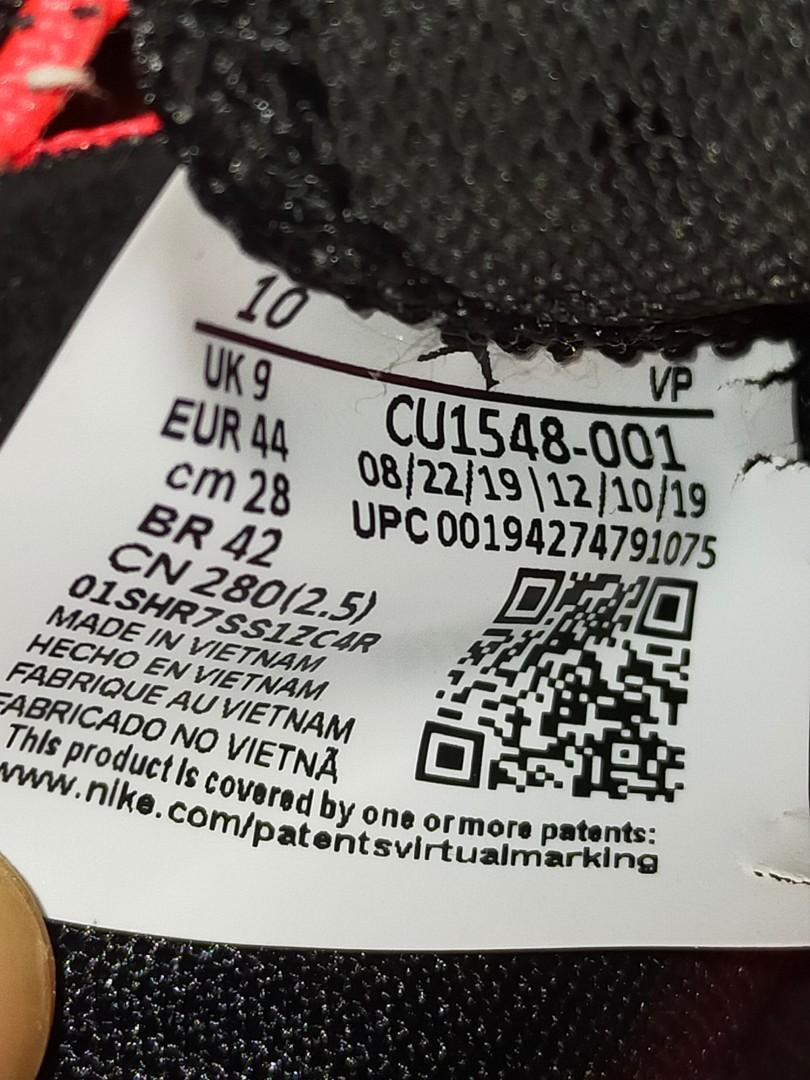 10
UK 9
VP
EUR 44
CU1548-001
cm 28
08/22/19\12/10/19
BR 42
UPC 00194274791075
CN 280(2.5)
01SHR7SS1ZC4R
MADE IN VIETNAM
HECHO EN VIETNAM
FABRIQUE AU VIETNAM
FABRICADO NO VIETNÃ
This product is covered by one or more patents:
www.nike.com/patentsvirtualmarking